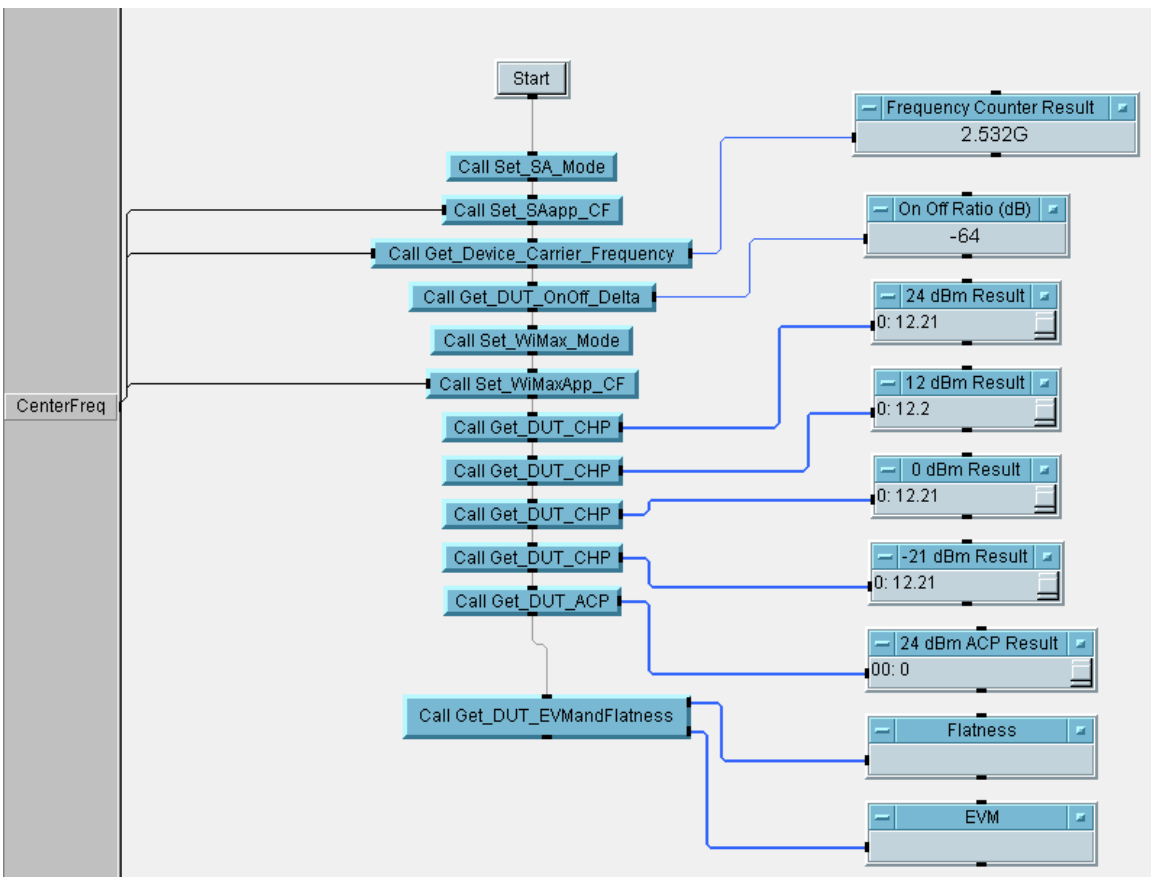 Start
Frequency Counter Result
2.532G
Call Set_SA_Mode
Call Set_SAapp_CF
On Off Ratio (dB)
-64
Call Get_Device_Carrier_Frequency
Call Get_DUT_OnOff_Delta
24 dBm Result
0: 12.21
Call Set_WiMax_Mode
Call Set_WiMaxApp_CF
12 dBm Result
0: 12.2
CenterFreq
Call Get_DUT_CHP
Call Get_DUT_CHP
0 dBm Result
0: 12.21
Call Get_DUT_CHP
Call Get_DUT_CHP
-21 dBm Result
0: 12.21
Call Get_DUT_ACP
24 dBm ACP Result
00: 0
Call Get_DUT_EVMandFlatness
Flatness
EVM